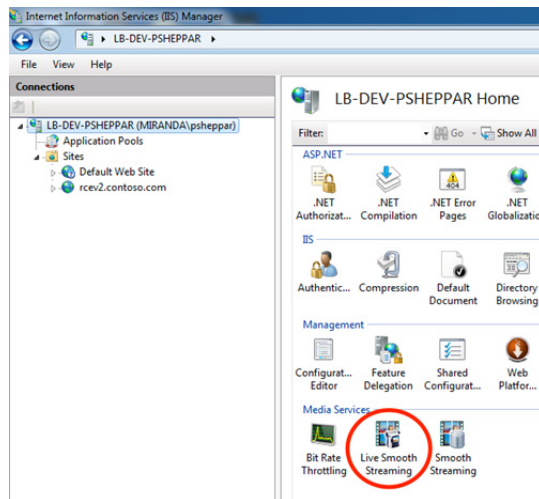 Internet Information Services (IIS) Manager
LB-DEV-PSHEPPAR
File View Help
Connections
LB-DEV-PSHEPPAR (MIRANDA\psheppar)
Application Pools
Sites
Default Web Site
rcev2.contoso.com
LB-DEV-PSHEPPAR Home
Filter: Go Show All
ASP.NET
.NET Authorizat...
.NET Compilation
404
.NET Error Pages
.NET Globalizatio
IIS
Authentic...
Compression
Default Document
Directory Browsing
Management
Configurat... Editor
Feature Delegation
Shared Configurat...
Web Platfor...
Media Services
Bit Rate Throttling
Live Smooth Streaming
Smooth Streaming